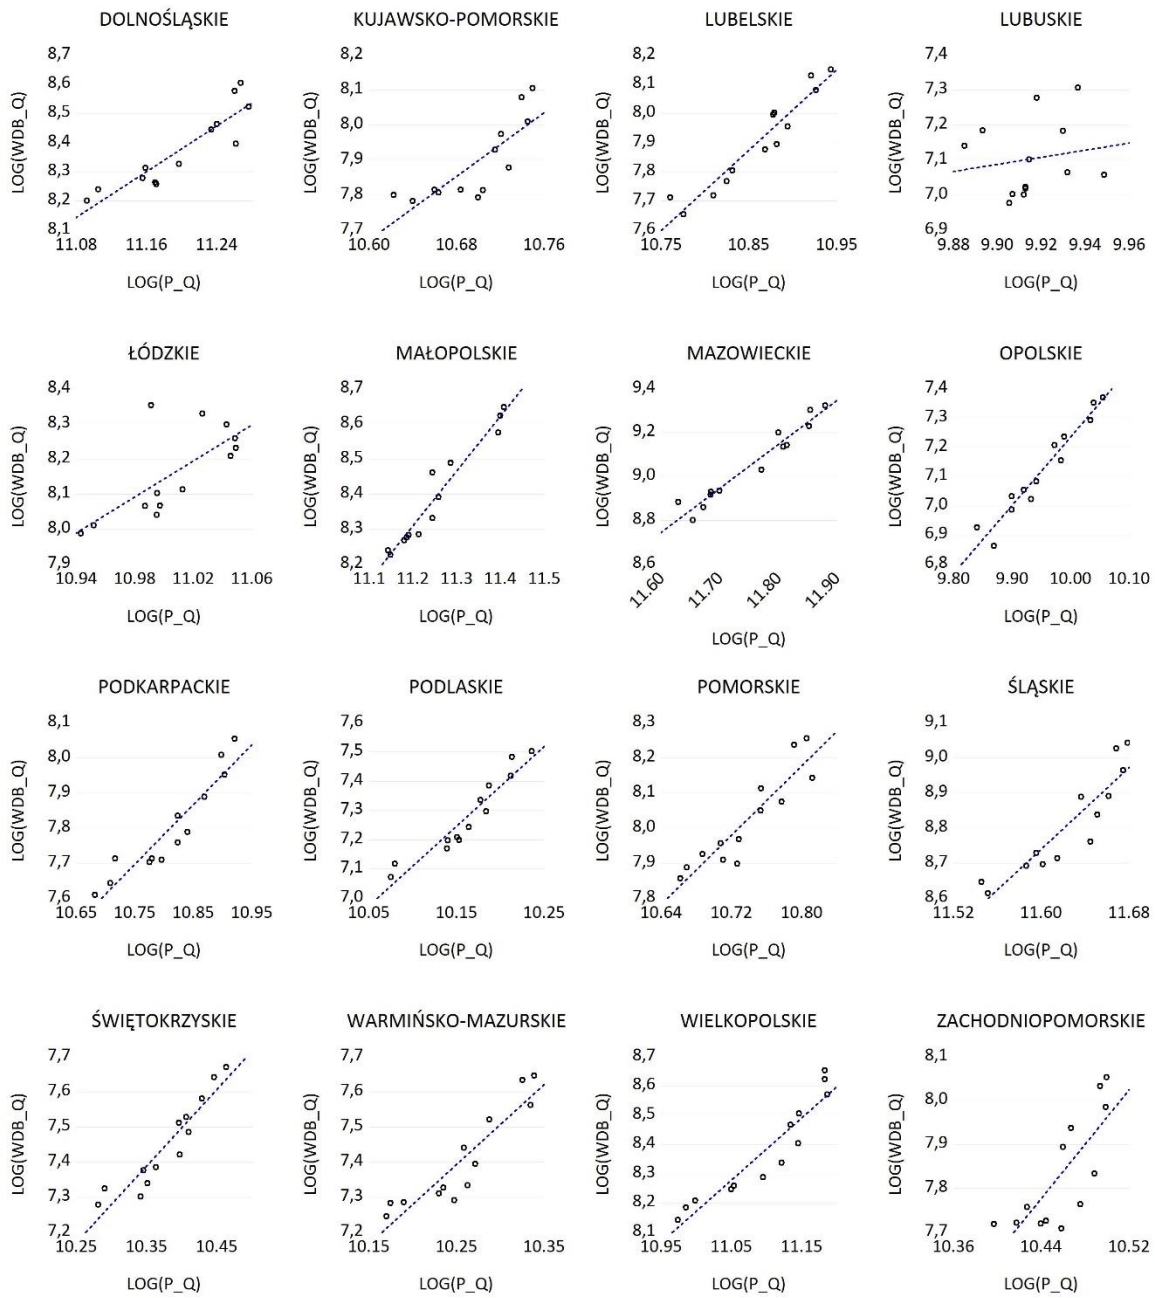 DOLNOŚLĄSKIE
8,7
8,6
8,5
8,4
8,3
8,2
8,1
11.08 11.16 11.24
LOG(WDB_Q)
LOG(P_Q)
KUJAWSKO-POMORSKIE
8,2
8,1
8,0
7,9
7,8
7,7
10.60 10.68 10.76
LOG(WDB_Q)
LOG(P_Q)
LUBELSKIE
8,2
8,1
8,0
7,9
7,8
7,7
7,6
10.75 10.85 10.95
LOG(WDB_Q)
LOG(P_Q)
LUBUSKIE
7,4
7,3
7,2
7,1
7,0
6,9
9.88 9.90 9.92 9.94 9.96
LOG(WDB_Q)
LOG(P_Q)
ŁÓDZKIE
8,4
8,3
8,2
8,1
8,0
7,9
10.94 10.98 11.02 11.06
LOG(WDB_Q)
LOG(P_Q)
MAŁOPOLSKIE
8,7
8,6
8,5
8,4
8,3
8,2
11.1 11.2 11.3 11.4 11.5
LOG(WDB_Q)
LOG(P_Q)
MAZOWIECKIE
9,4
9,2
9,0
8,8
8,6
11.60 11.70 11.80 11.90
LOG(WDB_Q)
LOG(P_Q)
OPOLSKIE
7,4
7,3
7,2
7,1
7,0
6,9
6,8
9.80 9.90 10.00 10.10
LOG(WDB_Q)
LOG(P_Q)
PODKARPACKIE
8,1
8,0
7,9
7,8
7,7
7,6
10.65 10.75 10.85 10.95
LOG(WDB_Q)
LOG(P_Q)
PODLASKIE
7,6
7,5
7,4
7,3
7,2
7,1
7,0
10.05 10.15 10.25
LOG(WDB_Q)
LOG(P_Q)
POMORSKIE
8,3
8,2
8,1
8,0
7,9
7,8
10.64 10.72 10.80
LOG(WDB_Q)
LOG(P_Q)
ŚLĄSKIE
9,1
9,0
8,9
8,8
8,7
8,6
11.52 11.60 11.68
LOG(WDB_Q)
LOG(P_Q)
ŚWIĘTOKRZYSKIE
7,7
7,6
7,5
7,4
7,3
7,2
10.25 10.35 10.45
LOG(WDB_Q)
LOG(P_Q)
WARMIŃSKO-MAZURSKIE
7,7
7,6
7,5
7,4
7,3
7,2
10.15 10.25 10.35
LOG(WDB_Q)
LOG(P_Q)
WIELKOPOLSKIE
8,7
8,6
8,5
8,4
8,3
8,2
8,1
10.95 11.05 11.15
LOG(WDB_Q)
LOG(P_Q)
ZACHODNIOPOMORSKIE
8,1
8,0
7,9
7,8
7,7
10.36 10.44 10.52
LOG(WDB_Q)
LOG(P_Q)